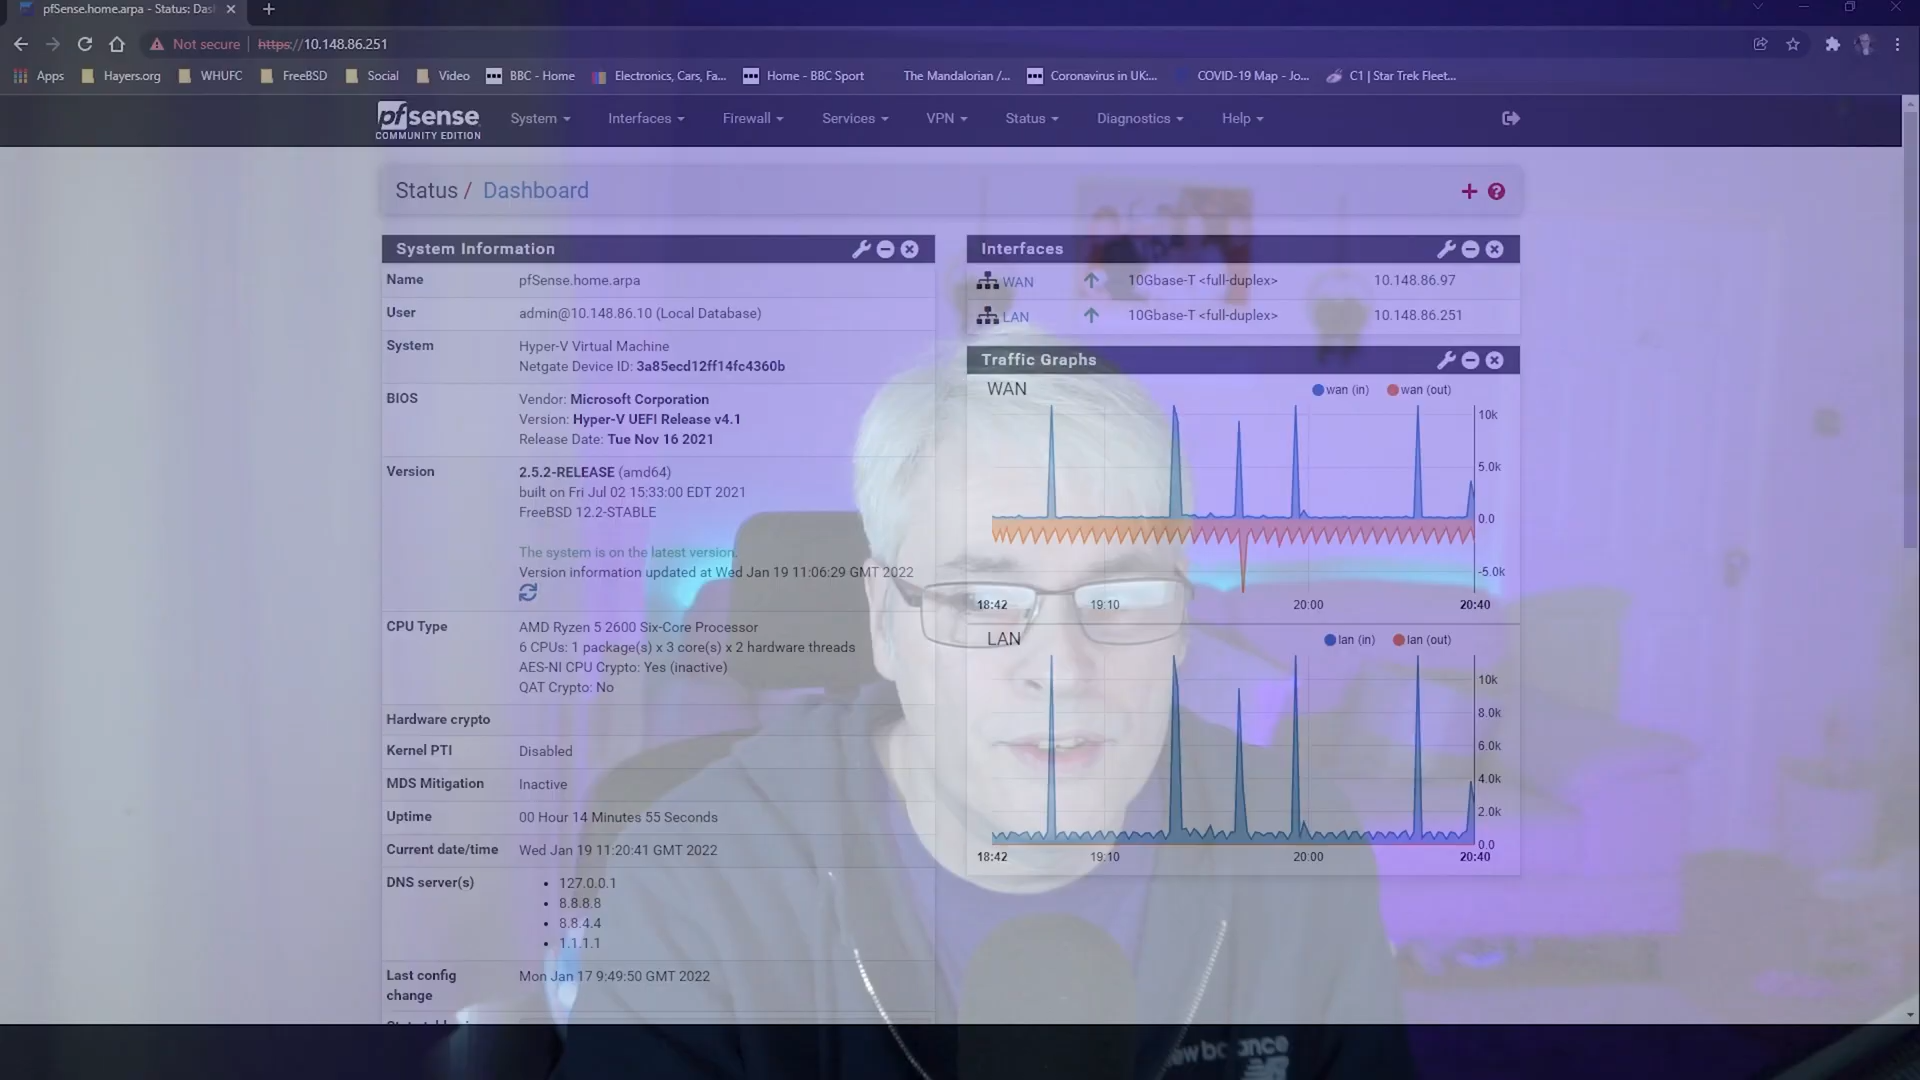 pfSense.home.arpa - Status: Das
Not secure https://10.148.86.251
Apps Hayers.org WHUFC FreeBSD Social Video BBC - Home Electronics, Cars, Fa... Home - BBC Sport The Mandalorian /... Coronavirus in UK:... COVID-19 Map - Jo... C1 | Star Trek Fleet...
pfsense
COMMUNITY EDITION
System Interfaces Firewall Services VPN Status Diagnostics Help
Status / Dashboard
System Information
Name pfSense.home.arpa
User admin@10.148.86.10 (Local Database)
System Hyper-V Virtual Machine
Netgate Device ID: 3a85ecd12ff14fc4360b
BIOS Vendor: Microsoft Corporation
Version: Hyper-V UEFI Release v4.1
Release Date: Tue Nov 16 2021
Version 2.5.2-RELEASE (amd64)
built on Fri Jul 02 15:33:00 EDT 2021
FreeBSD 12.2-STABLE
The system is on the latest version.
Version information updated at Wed Jan 19 11:06:29 GMT 2022
CPU Type AMD Ryzen 5 2600 Six-Core Processor
6 CPUs: 1 package(s) x 3 core(s) x 2 hardware threads
AES-NI CPU Crypto: Yes (inactive)
QAT Crypto: No
Hardware crypto
Kernel PTI Disabled
MDS Mitigation Inactive
Uptime 00 Hour 14 Minutes 55 Seconds
Current date/time Wed Jan 19 11:20:41 GMT 2022
DNS server(s)
127.0.0.1
8.8.8.8
8.8.4.4
1.1.1.1
Last config change Mon Jan 17 9:49:50 GMT 2022
Interfaces
WAN 10Gbase-T <full-duplex> 10.148.86.97
LAN 10Gbase-T <full-duplex> 10.148.86.251
Traffic Graphs
WAN
wan (in) wan (out)
10k
5.0k
0.0
-5.0k
18:42 19:10 20:00 20:40
LAN
lan (in) lan (out)
10k
8.0k
6.0k
4.0k
2.0k
0.0
18:42 19:10 20:00 20:40
new balance